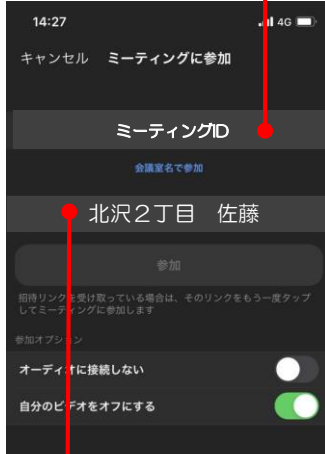 14:27
4G
キャンセル ミーティングに参加
ミーティングID
会議室名で参加
北沢2丁目 佐藤
参加
招待リンクを受け取っている場合は、そのリンクをもう一度タップ
してミーティングに参加します
参加オプション
オーディオに接続しない
自分のビデオをオフにする